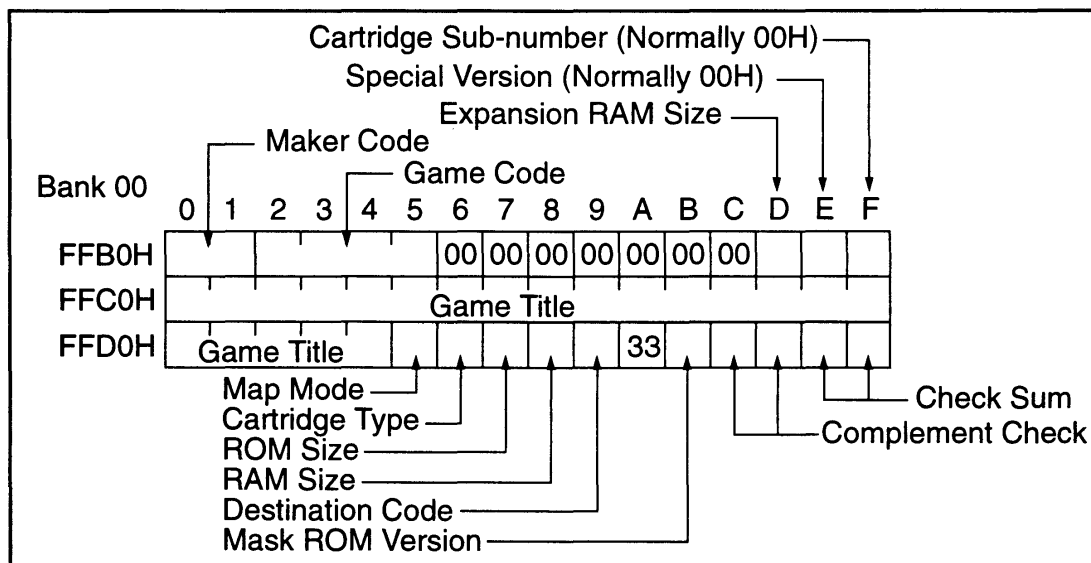 Cartridge Sub-number (Normally 00H)
Special Version (Normally 00H)
Expansion RAM Size
Maker Code
Game Code
Bank 00
0 1 2 3 4 5 6 7 8 9 A B C D E F
FFB0H 00 00 00 00 00 00 00
FFC0H Game Title
FFD0H Game Title 33
Map Mode
Check Sum
Cartridge Type
Complement Check
ROM Size
RAM Size
Destination Code
Mask ROM Version